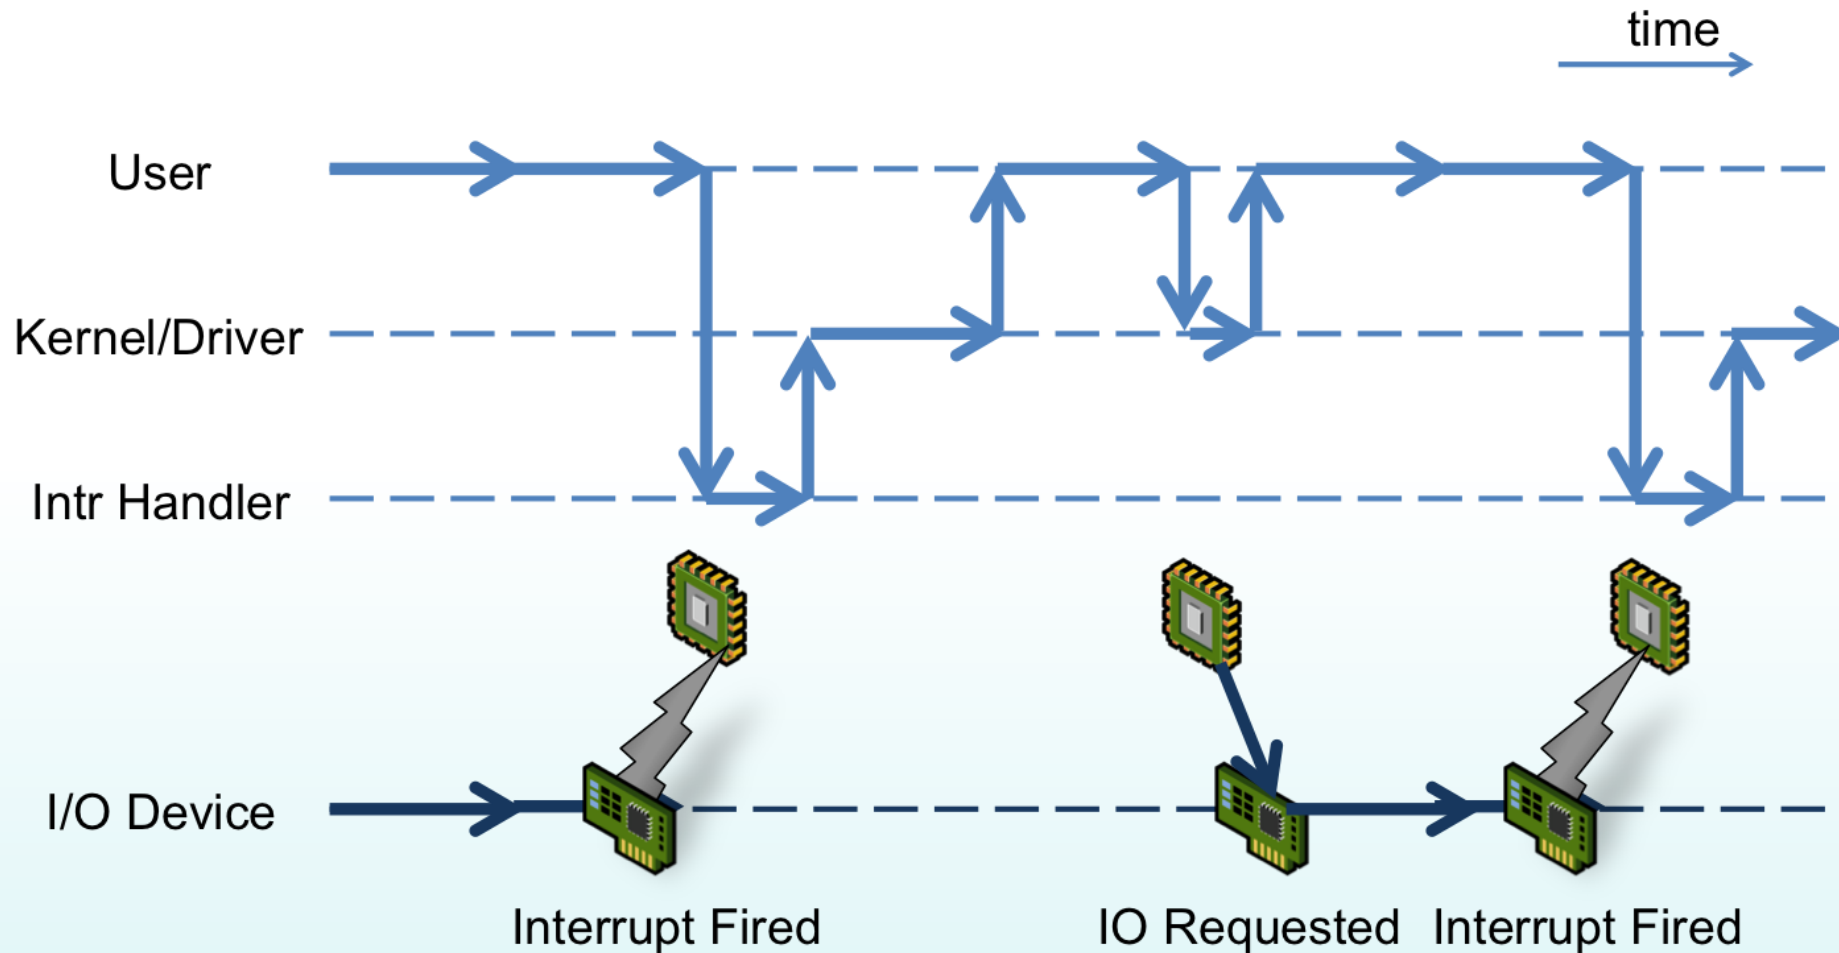 time
User
Kernel/Driver
Intr Handler
I/O Device
Interrupt Fired
IO Requested
Interrupt Fired